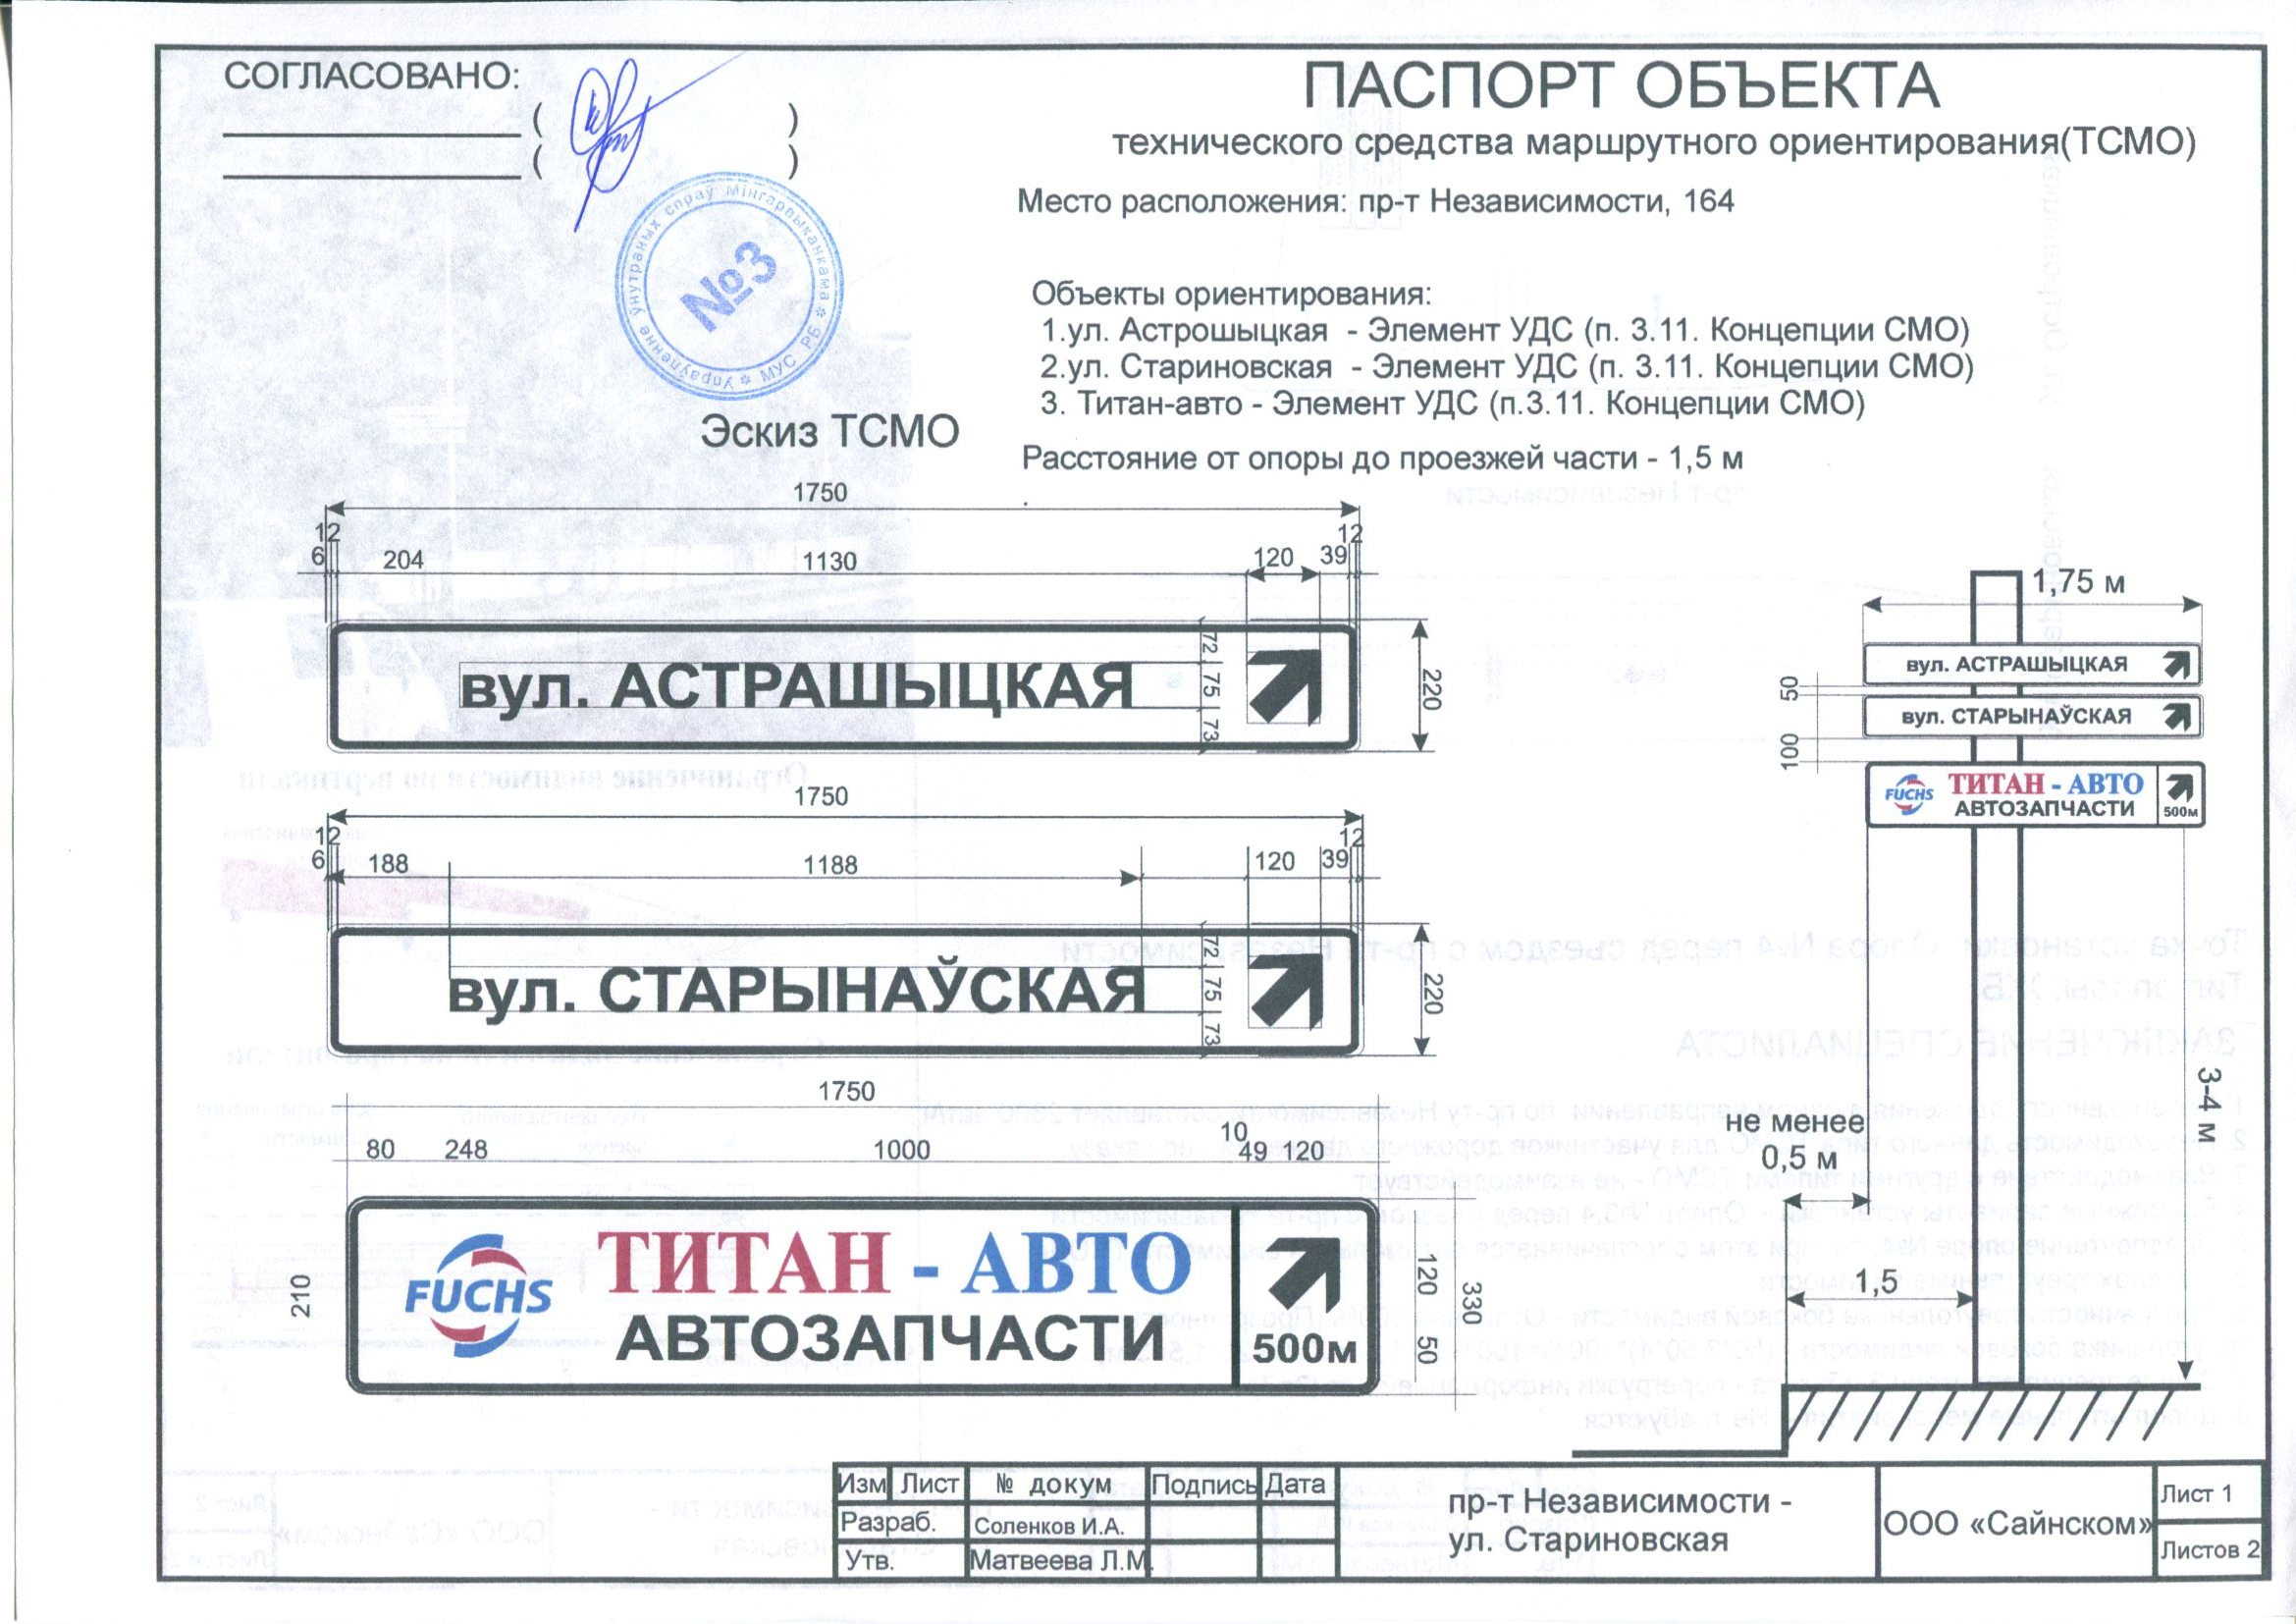 СОГЛАСОВАНО:
( )
( )
ПАСПОРТ ОБЪЕКТА
технического средства маршрутного ориентирования(ТСМО)
Место расположения: пр-т Независимости, 164
Упраўленне ўнутраных спраў Мінгарвыканкама * МУС РБ *
№3
Объекты ориентирования:
1.ул. Астрошыцкая - Элемент УДС (п. 3.11. Концепции СМО)
2.ул. Стариновская - Элемент УДС (п. 3.11. Концепции СМО)
3. Титан-авто - Элемент УДС (п.3.11. Концепции СМО)
Эскиз ТСМО
Расстояние от опоры до проезжей части - 1,5 м
1750
12
12
6 204 1130 120 39
вул. АСТРАШЫЦКАЯ
72
75
73
220
1750
12
12
6 188 1188 120 39
вул. СТАРЫНАЎСКАЯ
72
75
73
220
1750
10
80 248 1000 49 120
210
FUCHS
ТИТАН - АВТО
АВТОЗАПЧАСТИ
500м
120
50
330
1,75 м
вул. АСТРАШЫЦКАЯ
50
вул. СТАРЫНАЎСКАЯ
100
FUCHS
ТИТАН - АВТО
АВТОЗАПЧАСТИ
500м
3-4 м
не менее
0,5 м
1,5
Изм Лист № докум Подпись Дата
Разраб. Соленков И.А.
Утв. Матвеева Л.М.
пр-т Независимости -
ул. Стариновская
ООО «Сайнском»
Лист 1
Листов 2